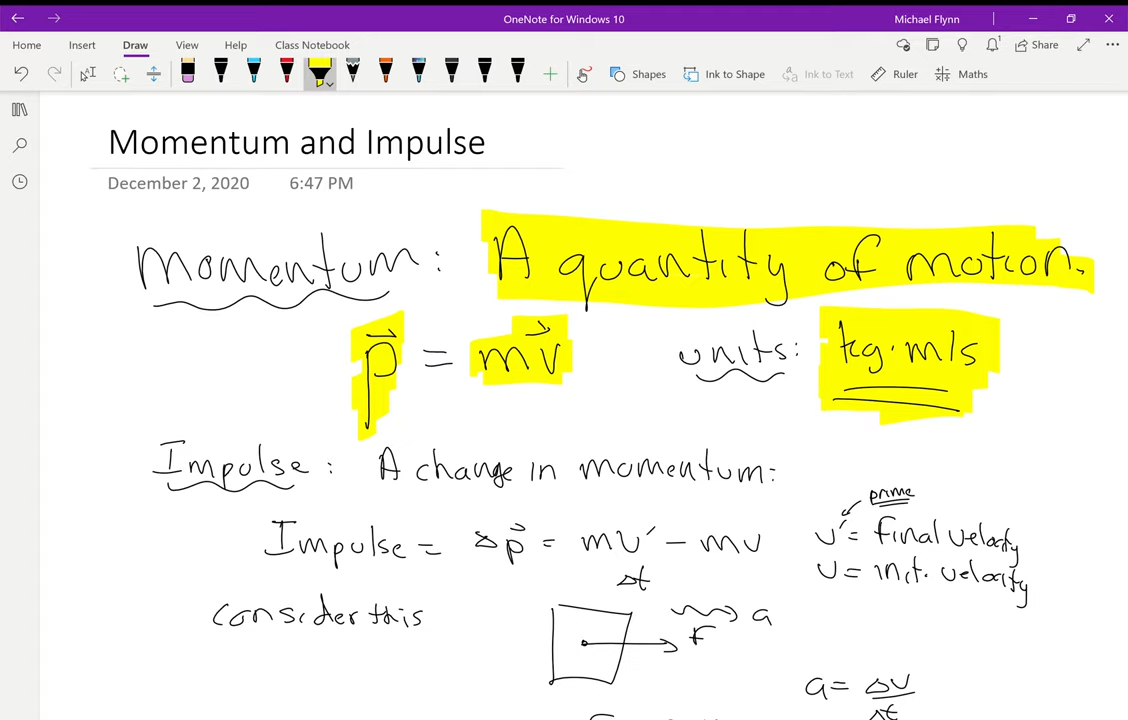 OneNote for Windows 10
Michael Flynn
Home Insert Draw View Help Class Notebook
Share
Shapes Ink to Shape Ink to Text Ruler Maths
Momentum and Impulse
December 2, 2020 6:47 PM
Momentum: A quantity of motion.
p⃗ = mv⃗ units: kg·m/s
Impulse: A change in momentum:
prime
Impulse = Δp⃗ = mv' - mv v' = final velocity
Δt v = init. velocity
consider this a
F
a = Δv
Δt